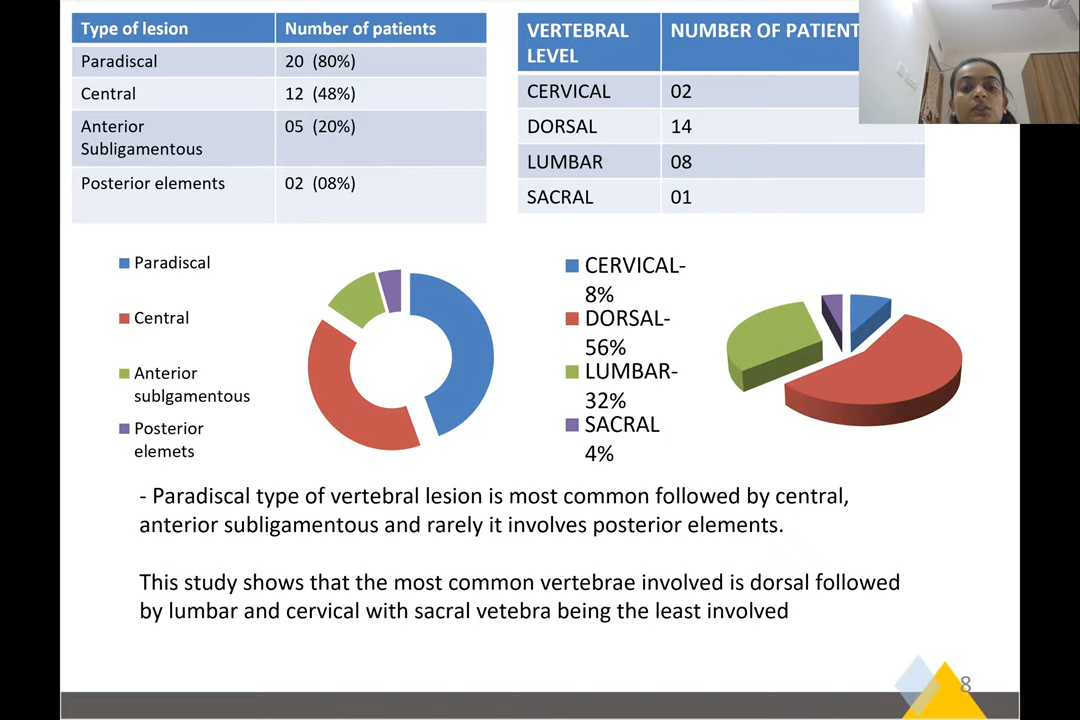 Type of lesion Number of patients
Paradiscal 20 (80%)
Central 12 (48%)
Anterior 05 (20%)
Subligamentous
Posterior elements 02 (08%)
VERTEBRAL NUMBER OF PATIENT
LEVEL
CERVICAL 02
DORSAL 14
LUMBAR 08
SACRAL 01
Paradiscal
Central
Anterior
sublgamentous
Posterior
elemets
CERVICAL-
8%
DORSAL-
56%
LUMBAR-
32%
SACRAL
4%
- Paradiscal type of vertebral lesion is most common followed by central,
anterior subligamentous and rarely it involves posterior elements.
This study shows that the most common vertebrae involved is dorsal followed
by lumbar and cervical with sacral vetebra being the least involved
8